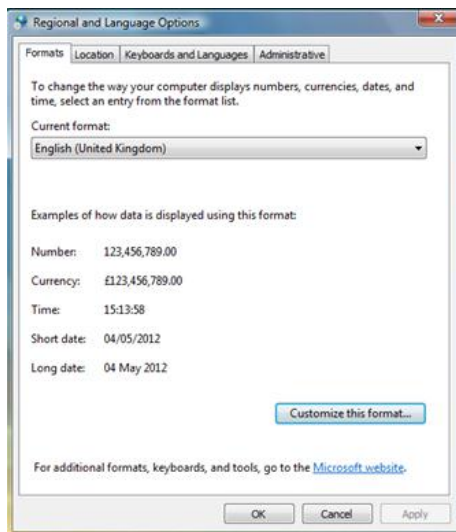 Regional and Language Options
Formats Location Keyboards and Languages Administrative
To change the way your computer displays numbers, currencies, dates, and
time, select an entry from the format list.
Current format:
English (United Kingdom)
Examples of how data is displayed using this format:
Number: 123,456,789.00
Currency: £123,456,789.00
Time: 15:13:58
Short date: 04/05/2012
Long date: 04 May 2012
Customize this format...
For additional formats, keyboards, and tools, go to the Microsoft website.
OK Cancel Apply